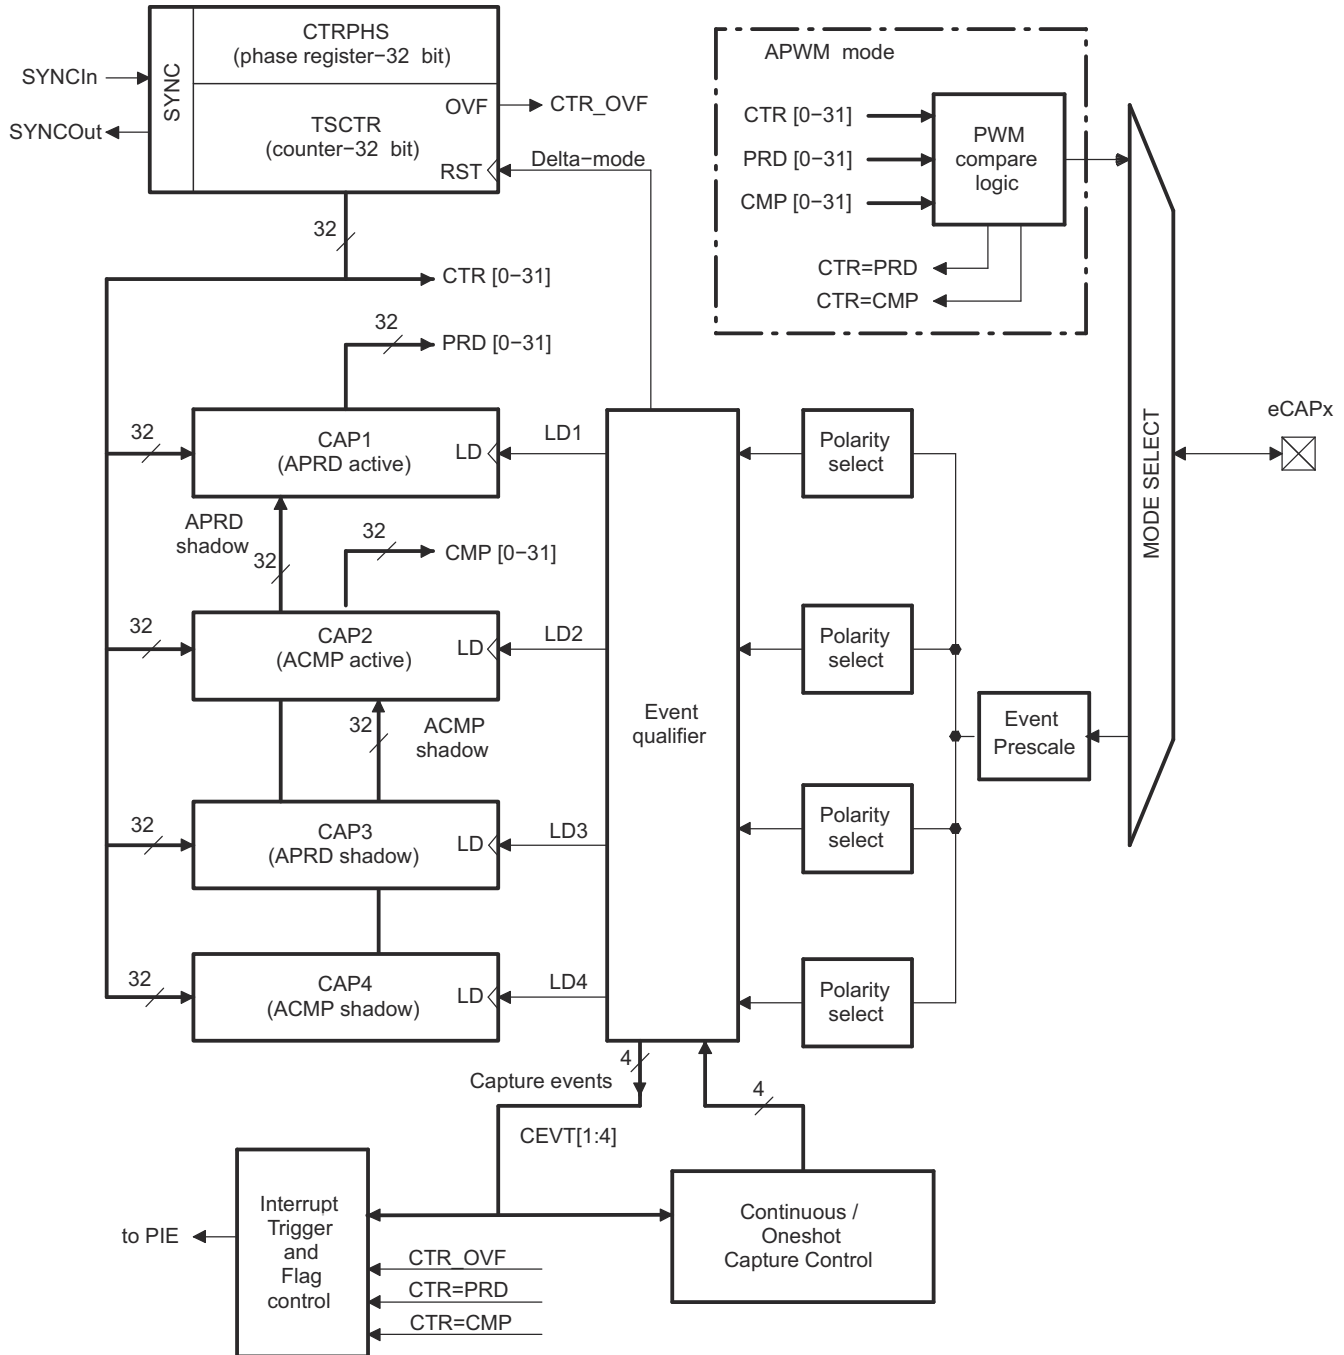 CTRPHS
(phase register−32 bit)
SYNC
SYNCIn
SYNCOut
OVF
CTR_OVF
TSCTR
(counter−32 bit)
RST
Delta−mode
32
CTR [0−31]
32
PRD [0−31]
APWM mode
CTR [0−31]
PRD [0−31]
CMP [0−31]
PWM
compare
logic
CTR=PRD
CTR=CMP
MODE SELECT
eCAPx
32
CAP1
(APRD active)
LD
LD1
Polarity
select
APRD
shadow
32
32
CMP [0−31]
32
CAP2
(ACMP active)
LD
LD2
Polarity
select
32
ACMP
shadow
Event
qualifier
Event
Prescale
32
CAP3
(APRD shadow)
LD
LD3
Polarity
select
32
CAP4
(ACMP shadow)
LD
LD4
Polarity
select
4
Capture events
4
CEVT[1:4]
to PIE
Interrupt
Trigger
and
Flag
control
CTR_OVF
CTR=PRD
CTR=CMP
Continuous /
Oneshot
Capture Control